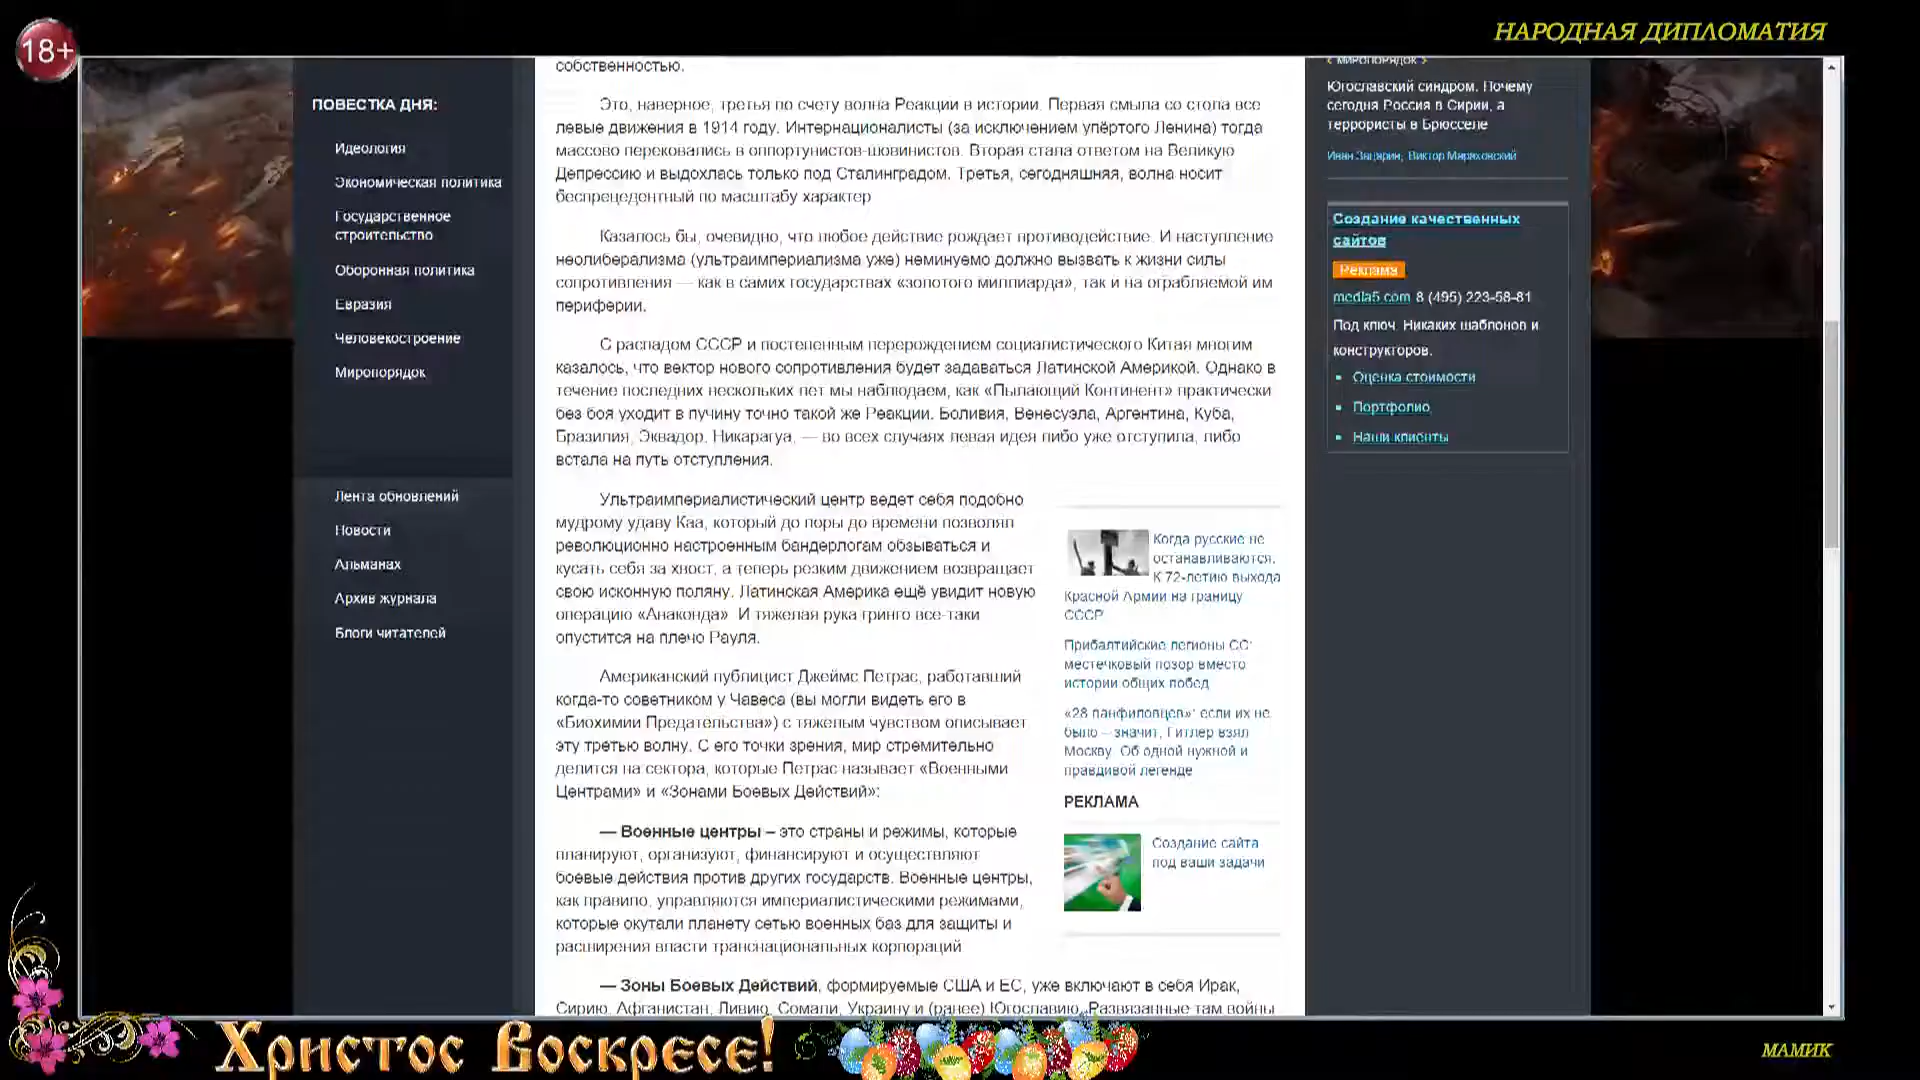 18+
НАРОДНАЯ ДИПЛОМАТИЯ
ПОВЕСТКА ДНЯ:
Идеология
Экономическая политика
Государственное
строительство
Оборонная политика
Евразия
Человекостроение
Миропорядок
Лента обновлений
Новости
Альманах
Архив журнала
Блоги читателей
собственностью.
Это, наверное, третья по счету волна Реакции в истории. Первая смыла со стола все
левые движения в 1914 году. Интернационалисты (за исключением упёртого Ленина) тогда
массово перековались в оппортунистов-шовинистов. Вторая стала ответом на Великую
Депрессию и выдохлась только под Сталинградом. Третья, сегодняшняя, волна носит
беспрецедентный по масштабу характер
Казалось бы, очевидно, что любое действие рождает противодействие. И наступление
неолиберализма (ультраимпериализма уже) неминуемо должно вызвать к жизни силы
сопротивления — как в самих государствах «золотого миллиарда», так и на ограбляемой им
периферии.
С распадом СССР и постепенным перерождением социалистического Китая многим
казалось, что вектор нового сопротивления будет задаваться Латинской Америкой. Однако в
течение последних нескольких лет мы наблюдаем, как «Пылающий Континент» практически
без боя уходит в пучину точно такой же Реакции. Боливия, Венесуэла, Аргентина, Куба,
Бразилия, Эквадор, Никарагуа, — во всех случаях левая идея либо уже отступила, либо
встала на путь отступления.
Ультраимпериалистический центр ведет себя подобно
мудрому удаву Каа, который до поры до времени позволял
революционно настроенным бандерлогам обзываться и
кусать себя за хвост, а теперь резким движением возвращает
свою исконную поляну. Латинская Америка ещё увидит новую
операцию «Анаконда». И тяжелая рука гринго все-таки
опустится на плечо Рауля.
Американский публицист Джеймс Петрас, работавший
когда-то советником у Чавеса (вы могли видеть его в
«Биохимии Предательства») с тяжелым чувством описывает
эту третью волну. С его точки зрения, мир стремительно
делится на сектора, которые Петрас называет «Военными
Центрами» и «Зонами Боевых Действий»:
— Военные центры – это страны и режимы, которые
планируют, организуют, финансируют и осуществляют
боевые действия против других государств. Военные центры,
как правило, управляются империалистическими режимами,
которые окутали планету сетью военных баз для защиты и
расширения власти транснациональных корпораций
— Зоны Боевых Действий, формируемые США и ЕС, уже включают в себя Ирак,
Сирию, Афганистан, Ливию, Сомали, Украину и (ранее) Югославию. Развязанные там войны
Когда русские не
останавливаются.
К 72-летию выхода
Красной Армии на границу
СССР
Прибалтийские легионы СС:
местечковый позор вместо
истории общих побед
«28 панфиловцев»: если их не
было – значит, Гитлер взял
Москву. Об одной нужной и
правдивой легенде
РЕКЛАМА
Создание сайта
под ваши задачи
‹ МИРОПОРЯДОК ›
Югославский синдром. Почему
сегодня Россия в Сирии, а
террористы в Брюсселе
Иван Зацарин, Виктор Мараховский
Создание качественных
сайтов
Реклама
media5.com 8 (495) 223-58-81
Под ключ. Никаких шаблонов и
конструкторов.
Оценка стоимости
Портфолио
Наши клиенты
Христос Воскресе!
МАМИК